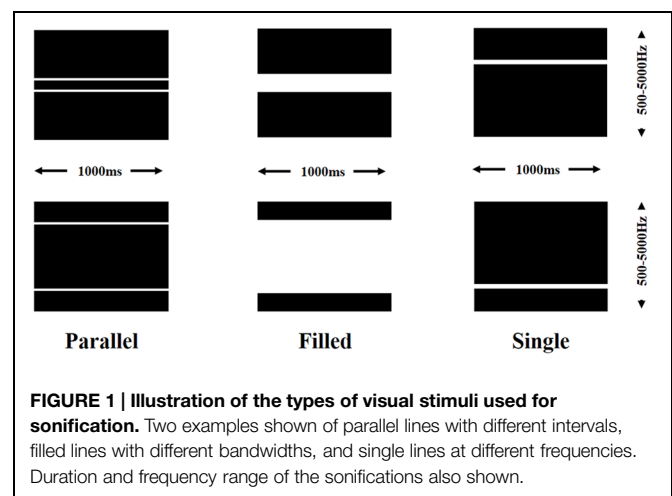 500-5000Hz
1000ms 1000ms 1000ms
500-5000Hz
Parallel Filled Single
FIGURE 1 | Illustration of the types of visual stimuli used for
sonification. Two examples shown of parallel lines with different intervals,
filled lines with different bandwidths, and single lines at different frequencies.
Duration and frequency range of the sonifications also shown.